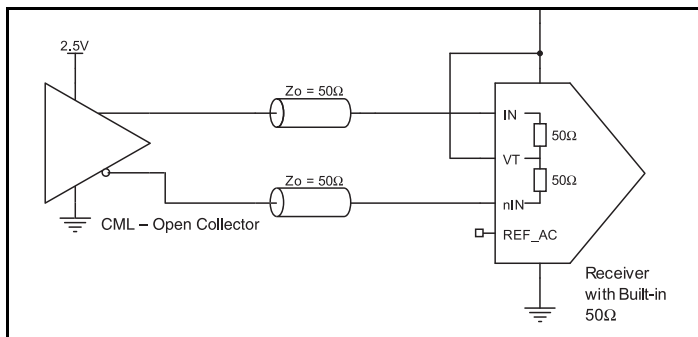 2.5V
Zo = 50Ω
IN
50Ω
VT
50Ω
Zo = 50Ω
nIN
CML – Open Collector
REF_AC
Receiver
with Built-in
50Ω